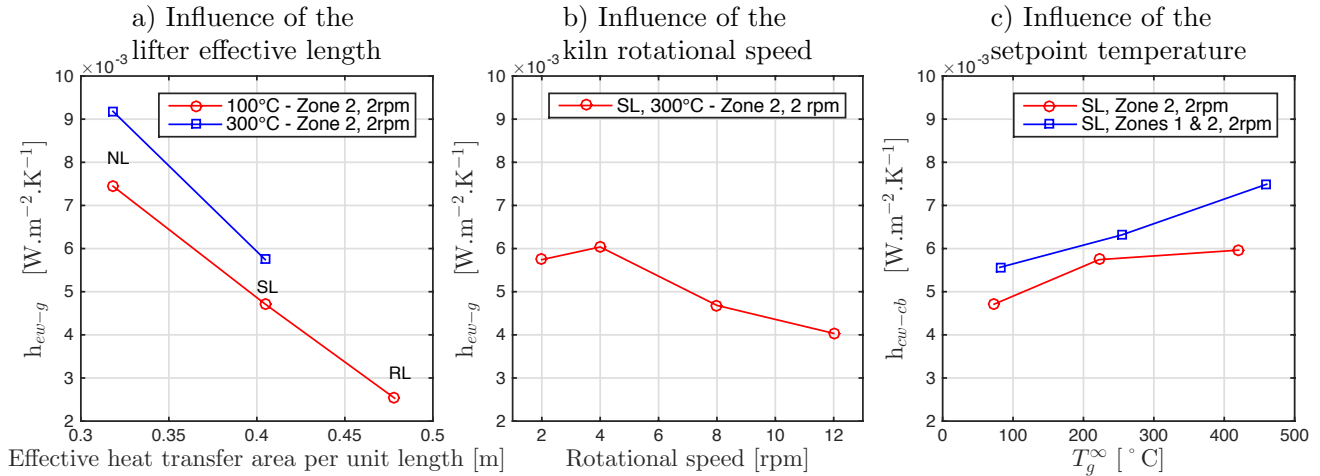 a) Influence of the
lifter effective length
×10⁻³
10
9
8
7
6
5
4
3
2
0.3
0.35
0.4
0.45
0.5
100°C - Zone 2, 2rpm
300°C - Zone 2, 2rpm
NL
SL
RL
h_{ew-g} [W.m⁻².K⁻¹]
Effective heat transfer area per unit length [m]
b) Influence of the
kiln rotational speed
×10⁻³
10
9
8
7
6
5
4
3
2
2
4
6
8
10
12
SL, 300°C - Zone 2, 2 rpm
h_{ew-g} [W.m⁻².K⁻¹]
Rotational speed [rpm]
c) Influence of the
setpoint temperature
×10⁻³
10
9
8
7
6
5
4
3
2
0
100
200
300
400
500
SL, Zone 2, 2rpm
SL, Zones 1 & 2, 2rpm
h_{cw-cb} [W.m⁻².K⁻¹]
T_g^∞ [ °C]